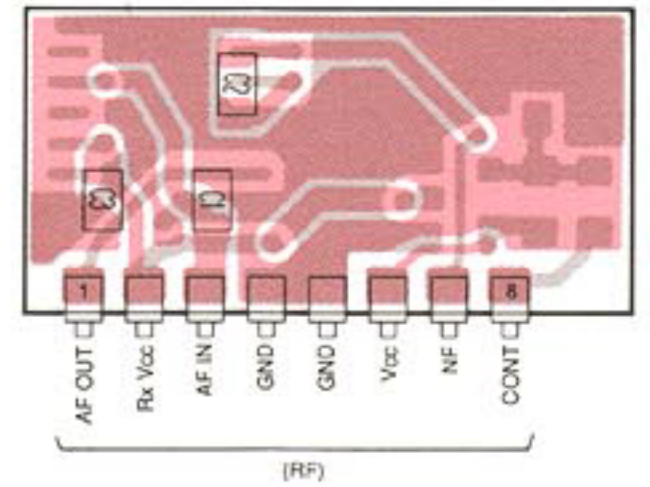 1
8
AF OUT
Rx Vcc
AF IN
GND
GND
Vcc
NF
CONT
(RF)